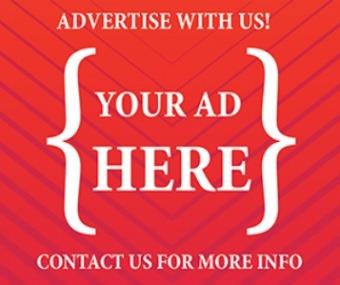 ADVERTISE WITH US!
YOUR AD
HERE
CONTACT US FOR MORE INFO